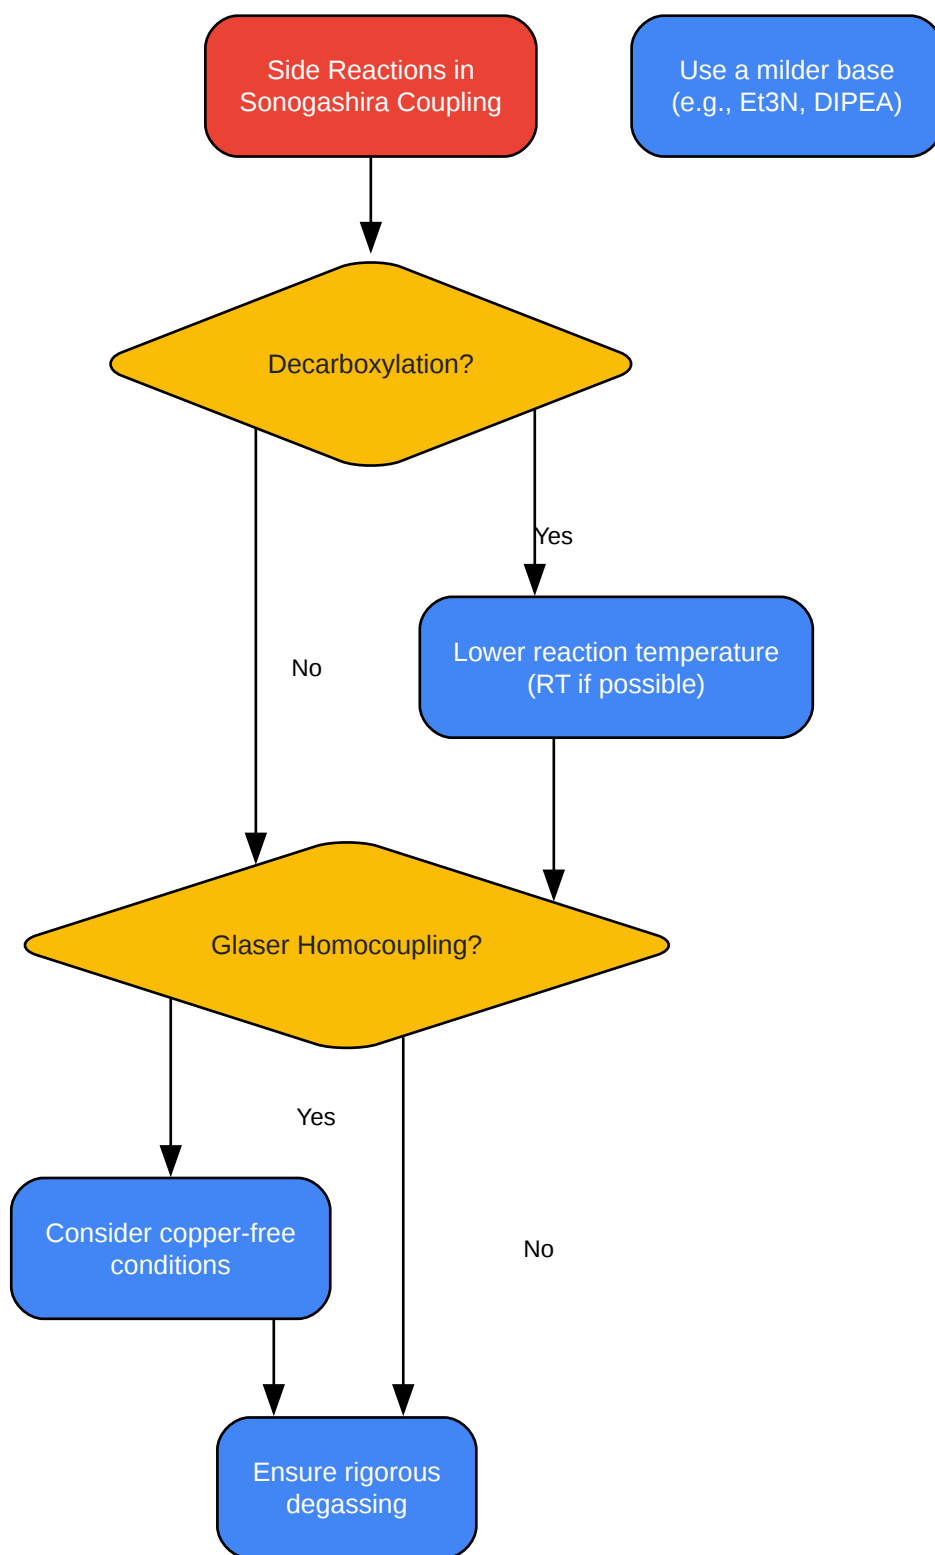 Side Reactions in
Sonogashira Coupling
Use a milder base
(e.g., Et3N, DIPEA)
Decarboxylation?
Yes
Lower reaction temperature
(RT if possible)
No
Glaser Homocoupling?
Yes
Consider copper-free
conditions
No
Ensure rigorous
degassing